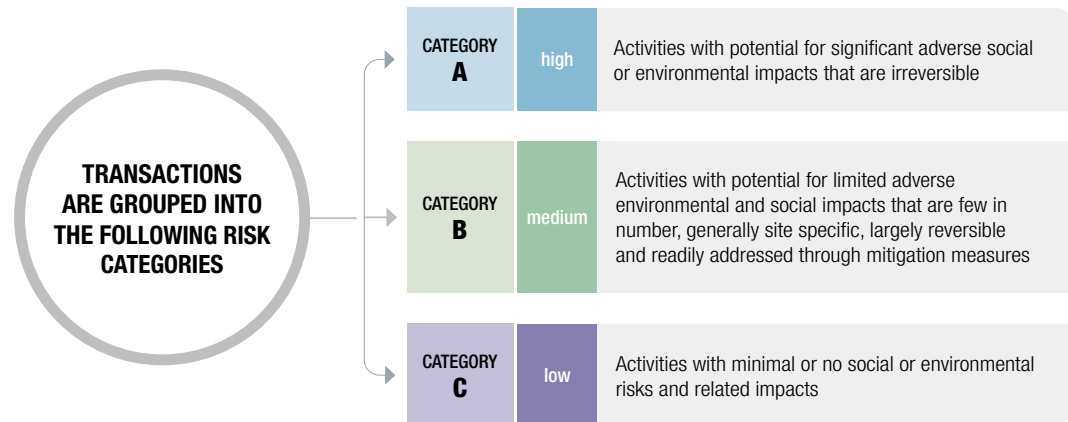 TRANSACTIONS
ARE GROUPED INTO
THE FOLLOWING RISK
CATEGORIES
CATEGORY
A
high
Activities with potential for significant adverse social
or environmental impacts that are irreversible
CATEGORY
B
medium
Activities with potential for limited adverse
environmental and social impacts that are few in
number, generally site specific, largely reversible
and readily addressed through mitigation measures
CATEGORY
C
low
Activities with minimal or no social or environmental
risks and related impacts